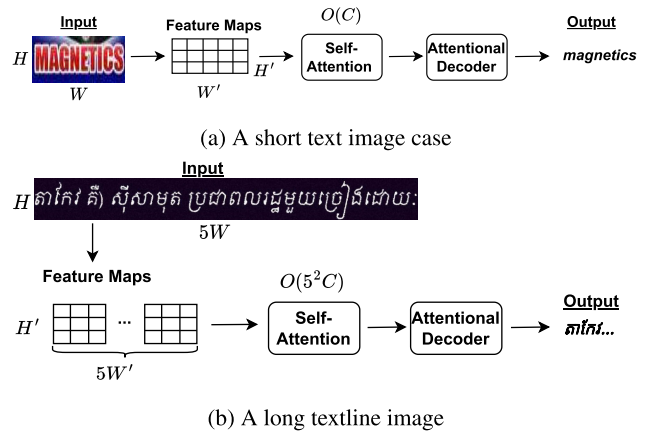 Input
Feature Maps
O(C)
Output
H
MAGNETICS
W
W′
H′
Self-Attention
Attentional Decoder
magnetics
(a) A short text image case
Input
H
តាកែវ គឺ) ស៊ីសាមុត ប្រជាពលរដ្ឋមួយច្រៀងដោយៈ
5W
Feature Maps
O(5²C)
Output
H′
...
Self-Attention
Attentional Decoder
តាកែវ...
5W′
(b) A long textline image